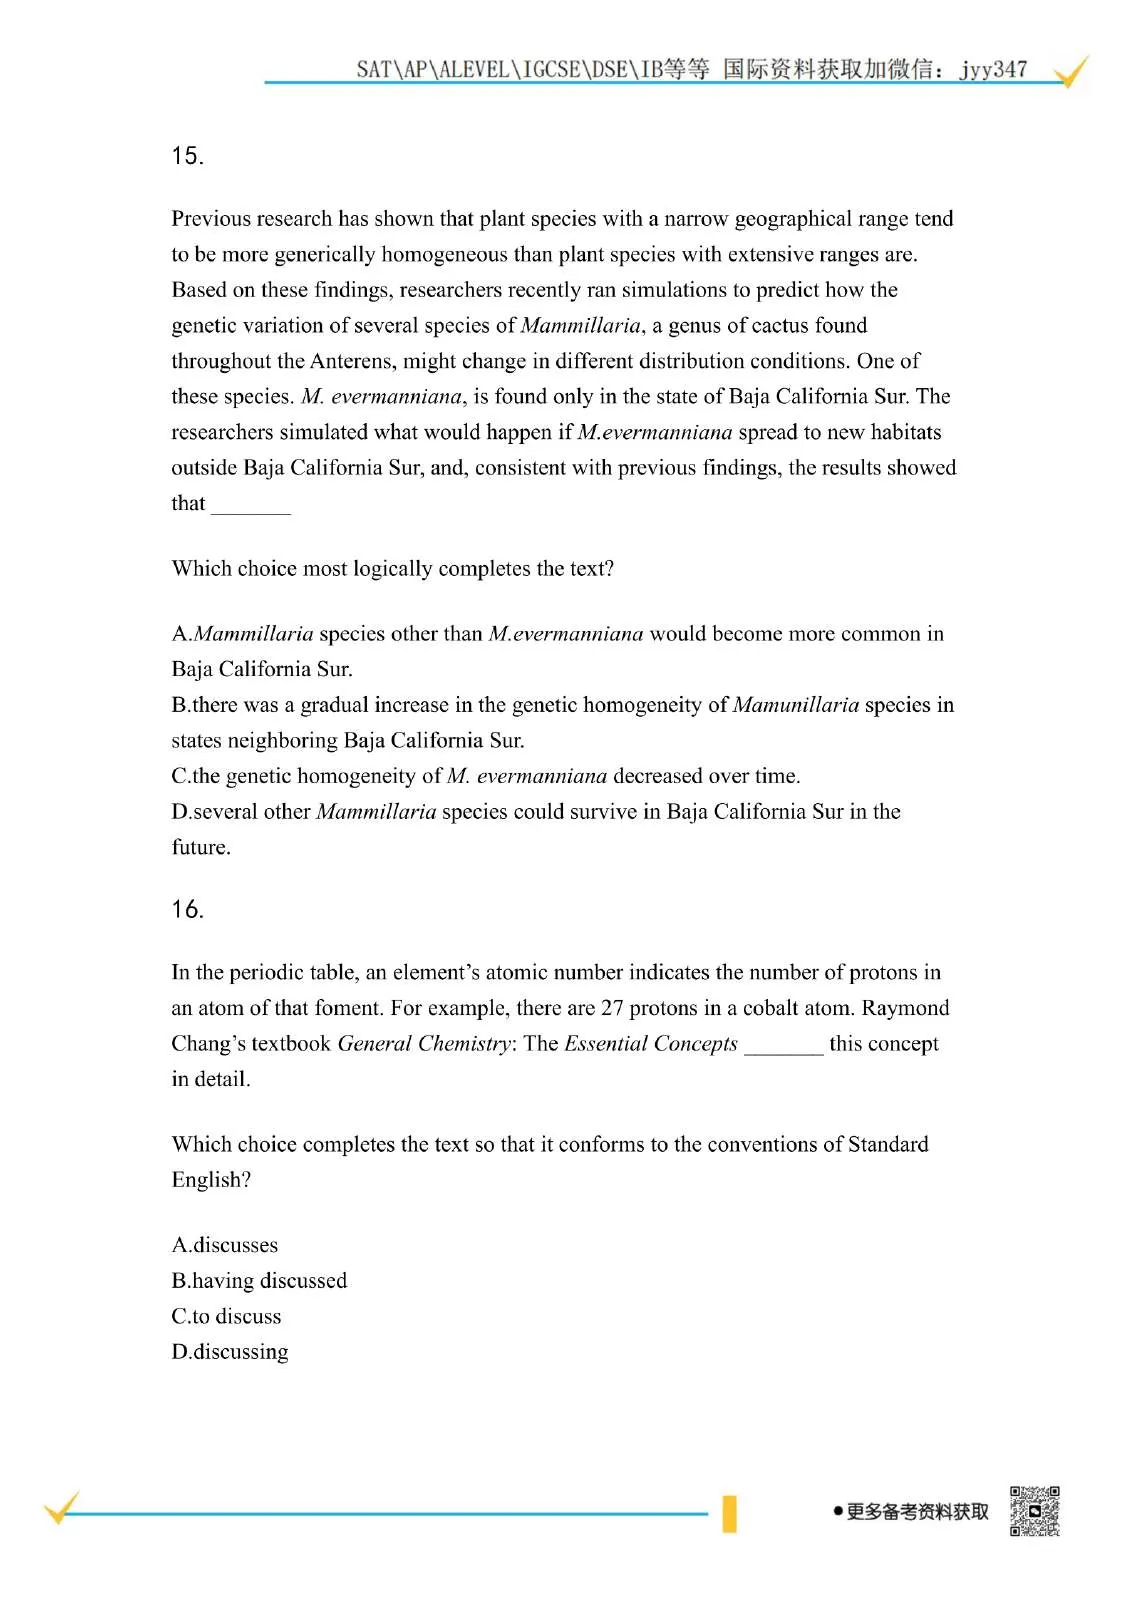 SAT\AP\ALEVEL\IGCSE\DSE\IB等等 国际资料获取加微信：jyy347
15.
Previous research has shown that plant species with a narrow geographical range tend
to be more generically homogeneous than plant species with extensive ranges are.
Based on these findings, researchers recently ran simulations to predict how the
genetic variation of several species of Mammillaria, a genus of cactus found
throughout the Anterens, might change in different distribution conditions. One of
these species. M. evermanniana, is found only in the state of Baja California Sur. The
researchers simulated what would happen if M.evermanniana spread to new habitats
outside Baja California Sur, and, consistent with previous findings, the results showed
that _______
Which choice most logically completes the text?
A.Mammillaria species other than M.evermanniana would become more common in
Baja California Sur.
B.there was a gradual increase in the genetic homogeneity of Mamunillaria species in
states neighboring Baja California Sur.
C.the genetic homogeneity of M. evermanniana decreased over time.
D.several other Mammillaria species could survive in Baja California Sur in the
future.
16.
In the periodic table, an element’s atomic number indicates the number of protons in
an atom of that foment. For example, there are 27 protons in a cobalt atom. Raymond
Chang’s textbook General Chemistry: The Essential Concepts _______ this concept
in detail.
Which choice completes the text so that it conforms to the conventions of Standard
English?
A.discusses
B.having discussed
C.to discuss
D.discussing
●更多备考资料获取